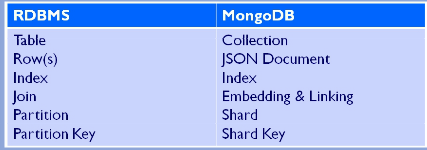 RDBMS MongoDB
Table Collection
Row(s) JSON Document
Index Index
Join Embedding & Linking
Partition Shard
Partition Key Shard Key